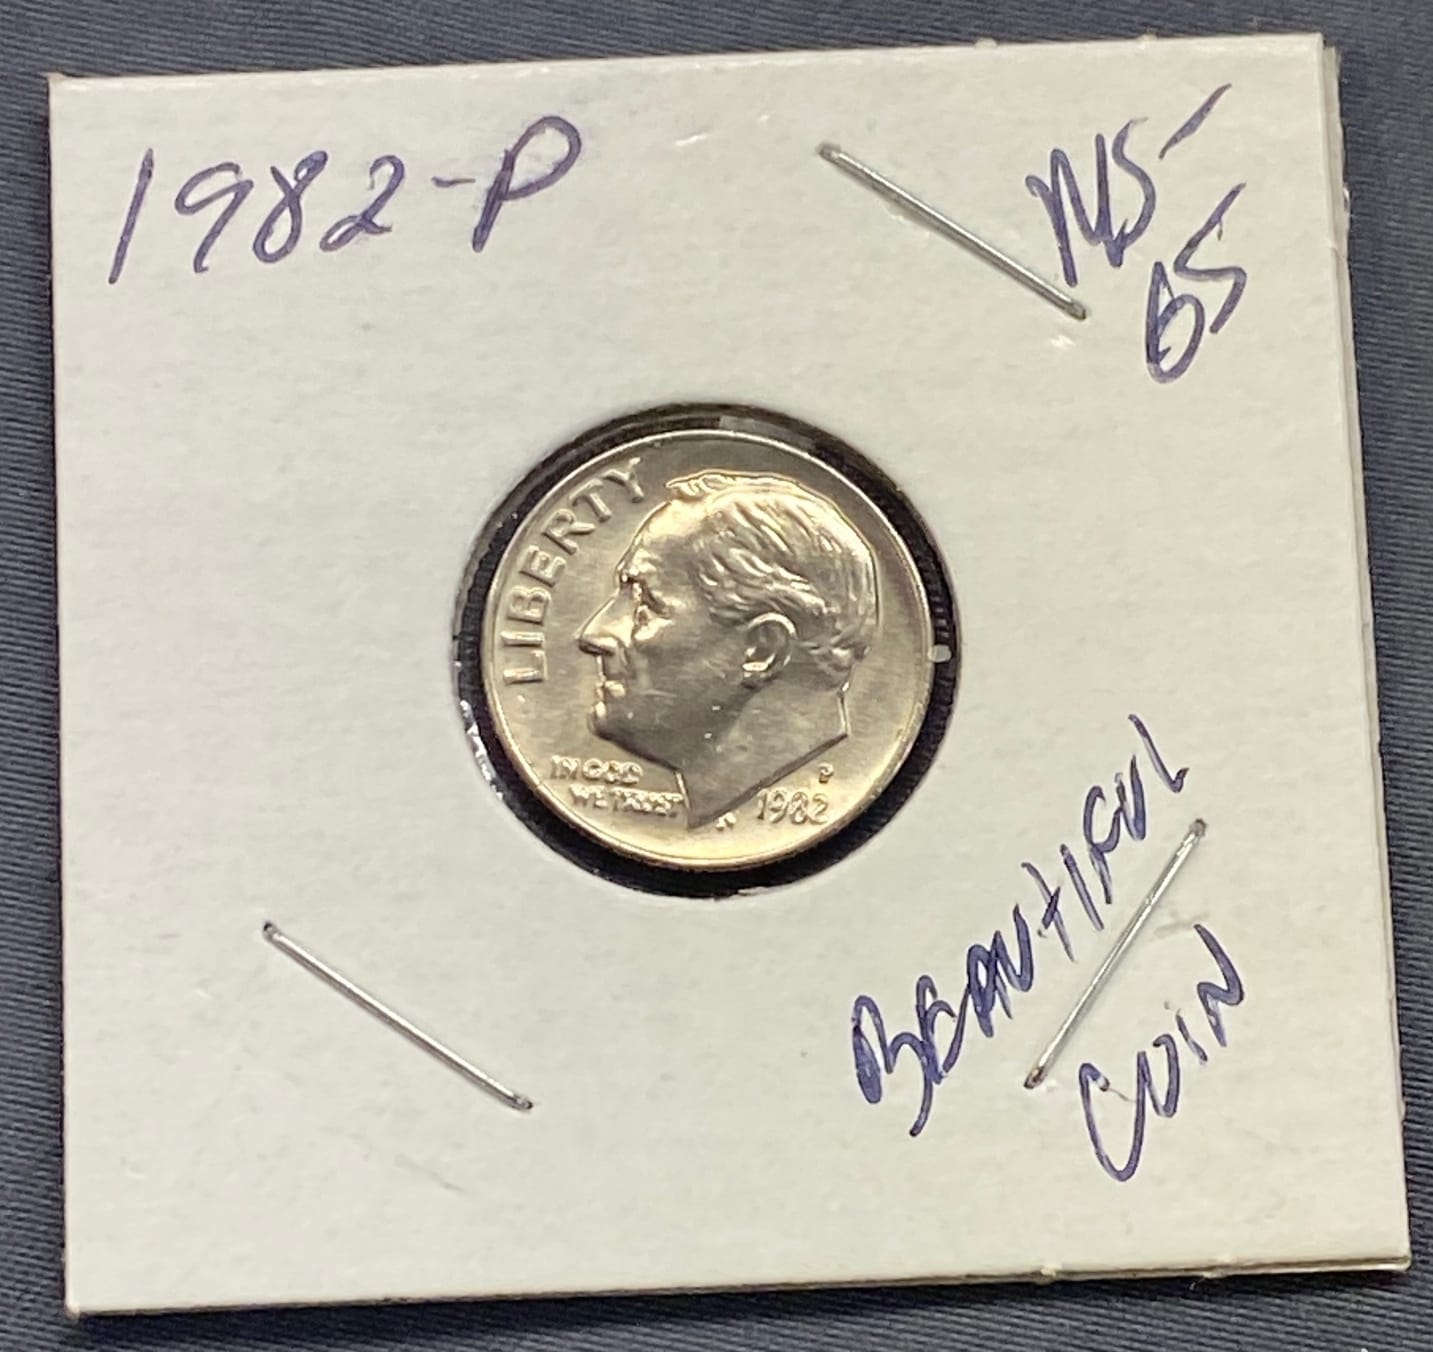 1982-P
MS-
65
LIBERTY
IN GOD
WE TRUST
P
1982
BEAUTIFUL
COIN